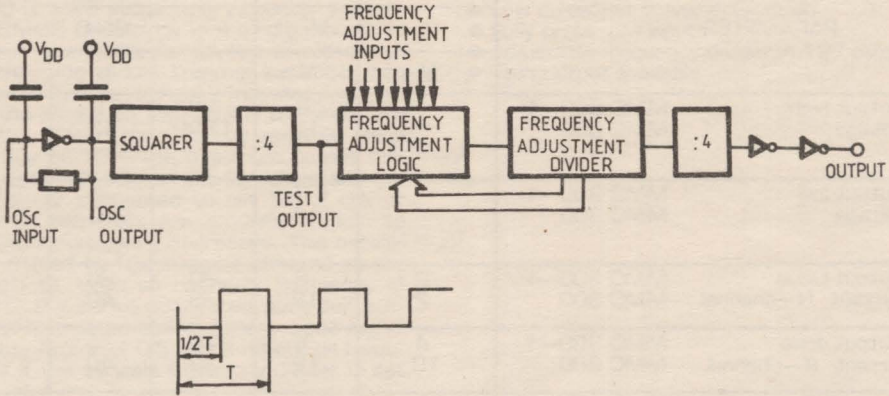 FREQUENCY
ADJUSTMENT
INPUTS
VDD
VDD
SQUARER
:4
FREQUENCY
ADJUSTMENT
LOGIC
FREQUENCY
ADJUSTMENT
DIVIDER
:4
OUTPUT
OSC
INPUT
OSC
OUTPUT
TEST
OUTPUT
1/2T
T